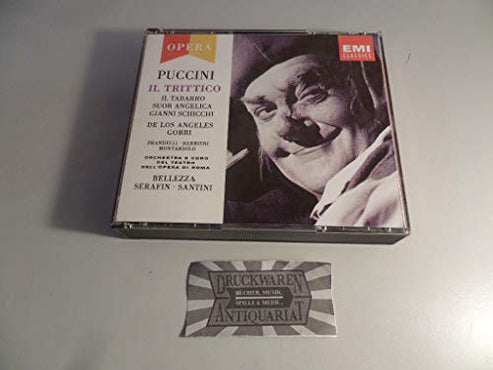 OPERA
EMI
CLASSICS
PUCCINI
IL TRITTICO
IL TABARRO
SUOR ANGELICA
GIANNI SCHICCHI
DE LOS ANGELES
GOBBI
PRANDELLI · BARBIERI
MONTARSOLO
ORCHESTRA E CORO
DEL TEATRO
DELL'OPERA DI ROMA
BELLEZZA
SERAFIN · SANTINI
DRUCKWAREN
BÜCHER, MUSIK,
SPIELE & MEHR...
ANTIQUARIAT